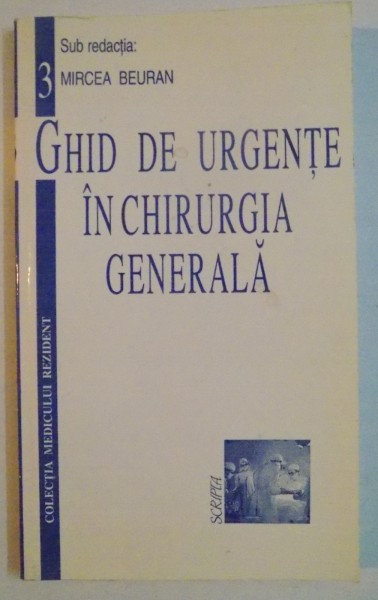 Sub redacția:
3 MIRCEA BEURAN
GHID DE URGENȚE
ÎN CHIRURGIA
GENERALĂ
COLECȚIA MEDICULUI REZIDENT
SCRIPTA